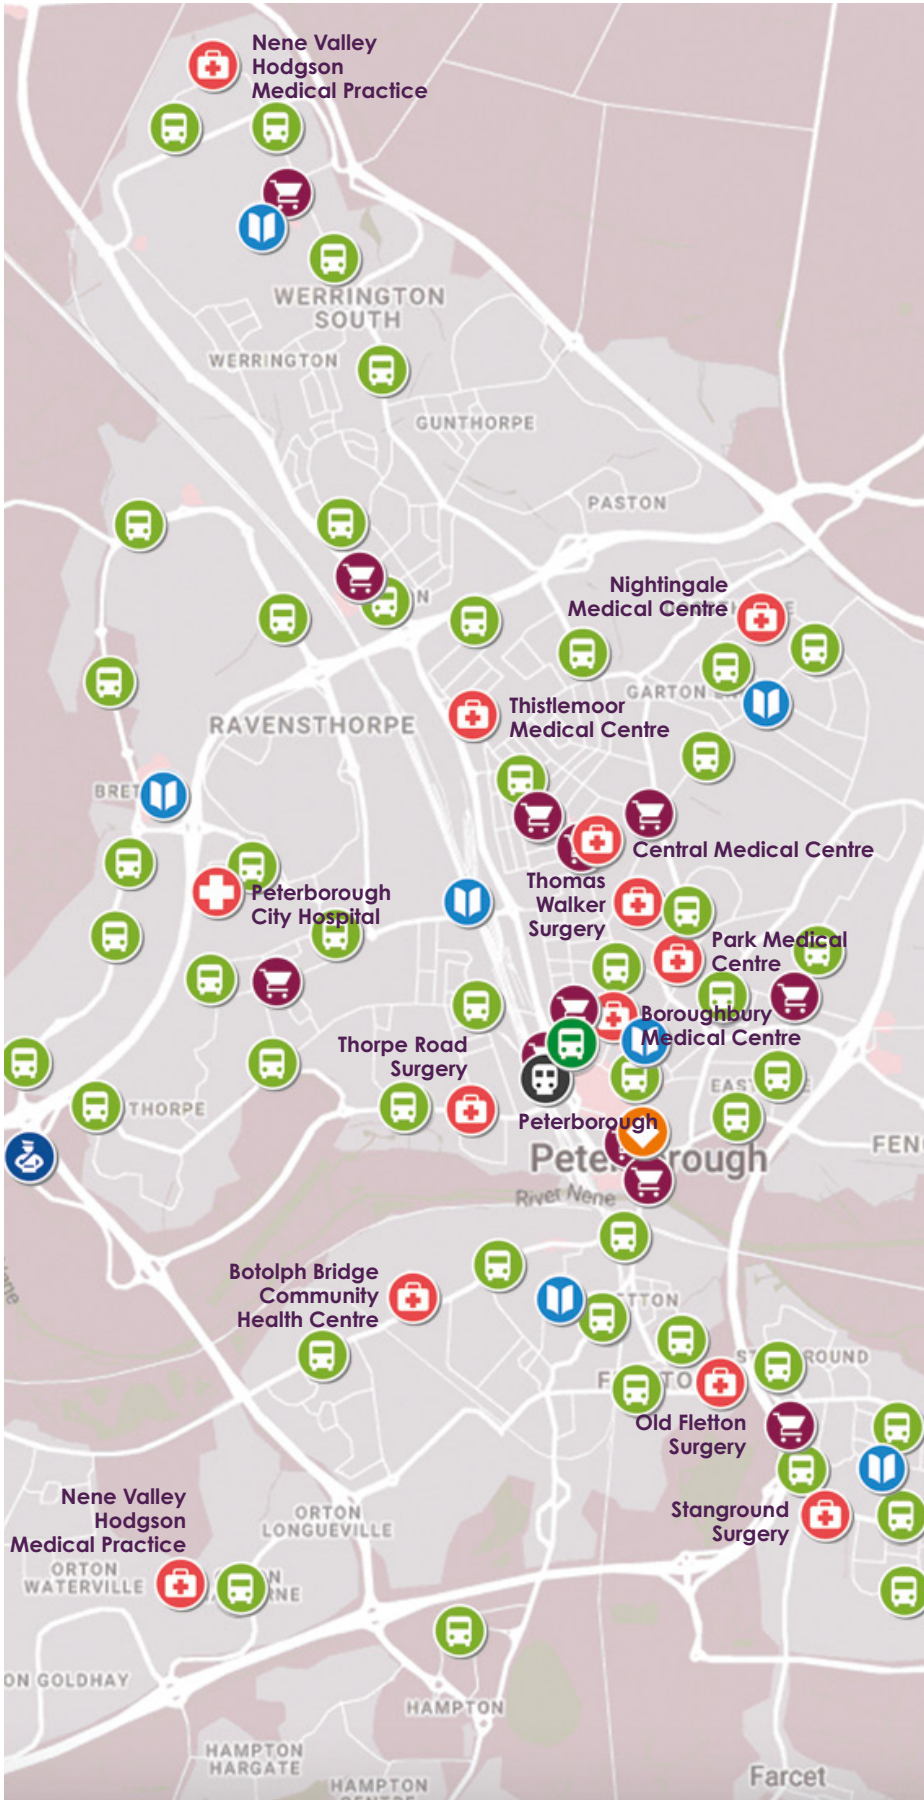 Nene Valley
Hodgson
Medical Practice
WERRINGTON
SOUTH
WERRINGTON
GUNTHORPE
PASTON
Nightingale
Medical Centre
Thistlemoor
Medical Centre
RAVENSTHORPE
Central Medical Centre
Peterborough
City Hospital
Thomas
Walker
Surgery
Park Medical
Centre
Boroughbury
Medical Centre
Thorpe Road
Surgery
THORPE
Peterborough
River Nene
Botolph Bridge
Community
Health Centre
Old Fletton
Surgery
Stanground
Surgery
Nene Valley
Hodgson
Medical Practice
ORTON
LONGUEVILLE
ORTON
WATERVILLE
ON GOLDHAY
HAMPTON
HAMPTON
HARGATE
HAMPTON
Farcet